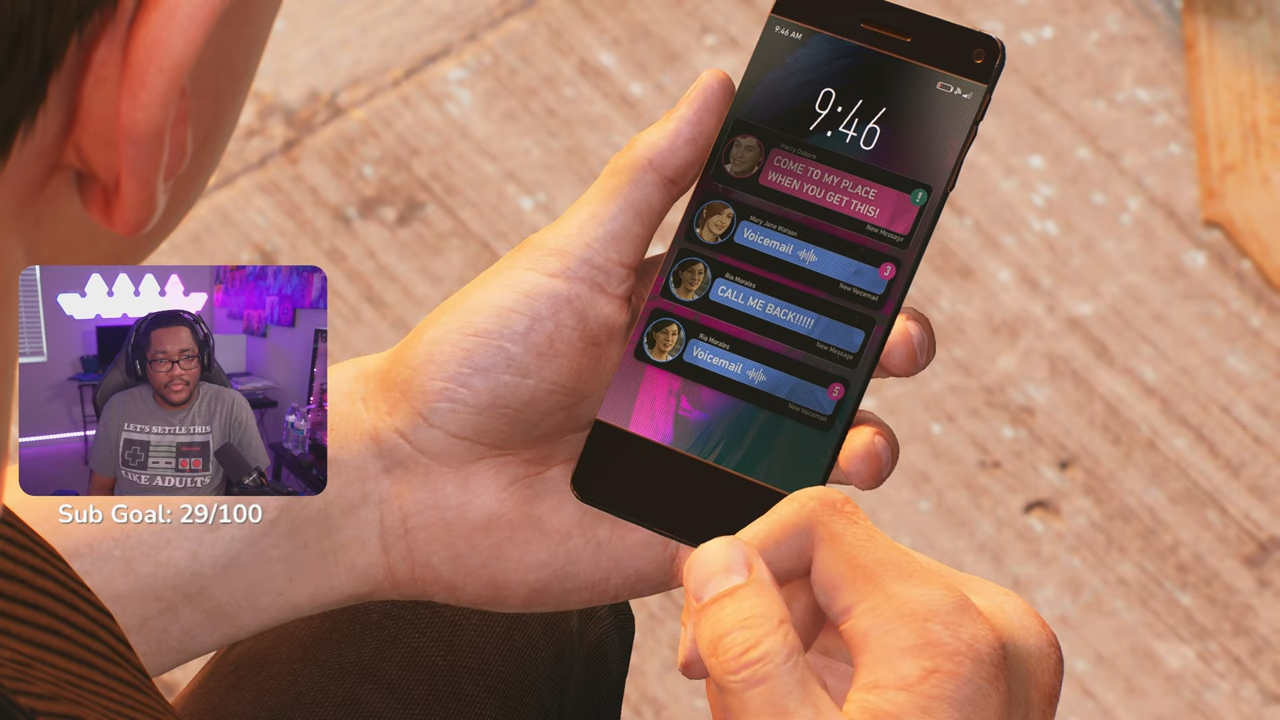 9:46 AM
9:46
Harry Osborn
COME TO MY PLACE
WHEN YOU GET THIS!
!
New Message
Mary Jane Watson
Voicemail
3
New Voicemail
Rio Morales
CALL ME BACK!!!!!
New Message
Rio Morales
Voicemail
5
New Voicemail
LET'S SETTLE THIS
LIKE ADULTS
Sub Goal: 29/100